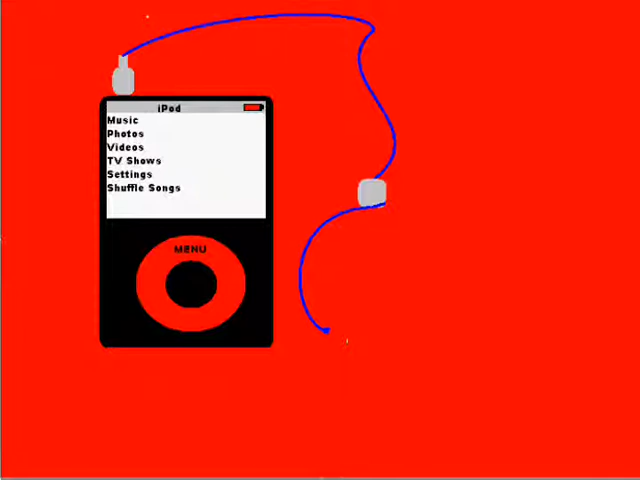 iPod
Music
Photos
Videos
TV Shows
Settings
Shuffle Songs
MENU